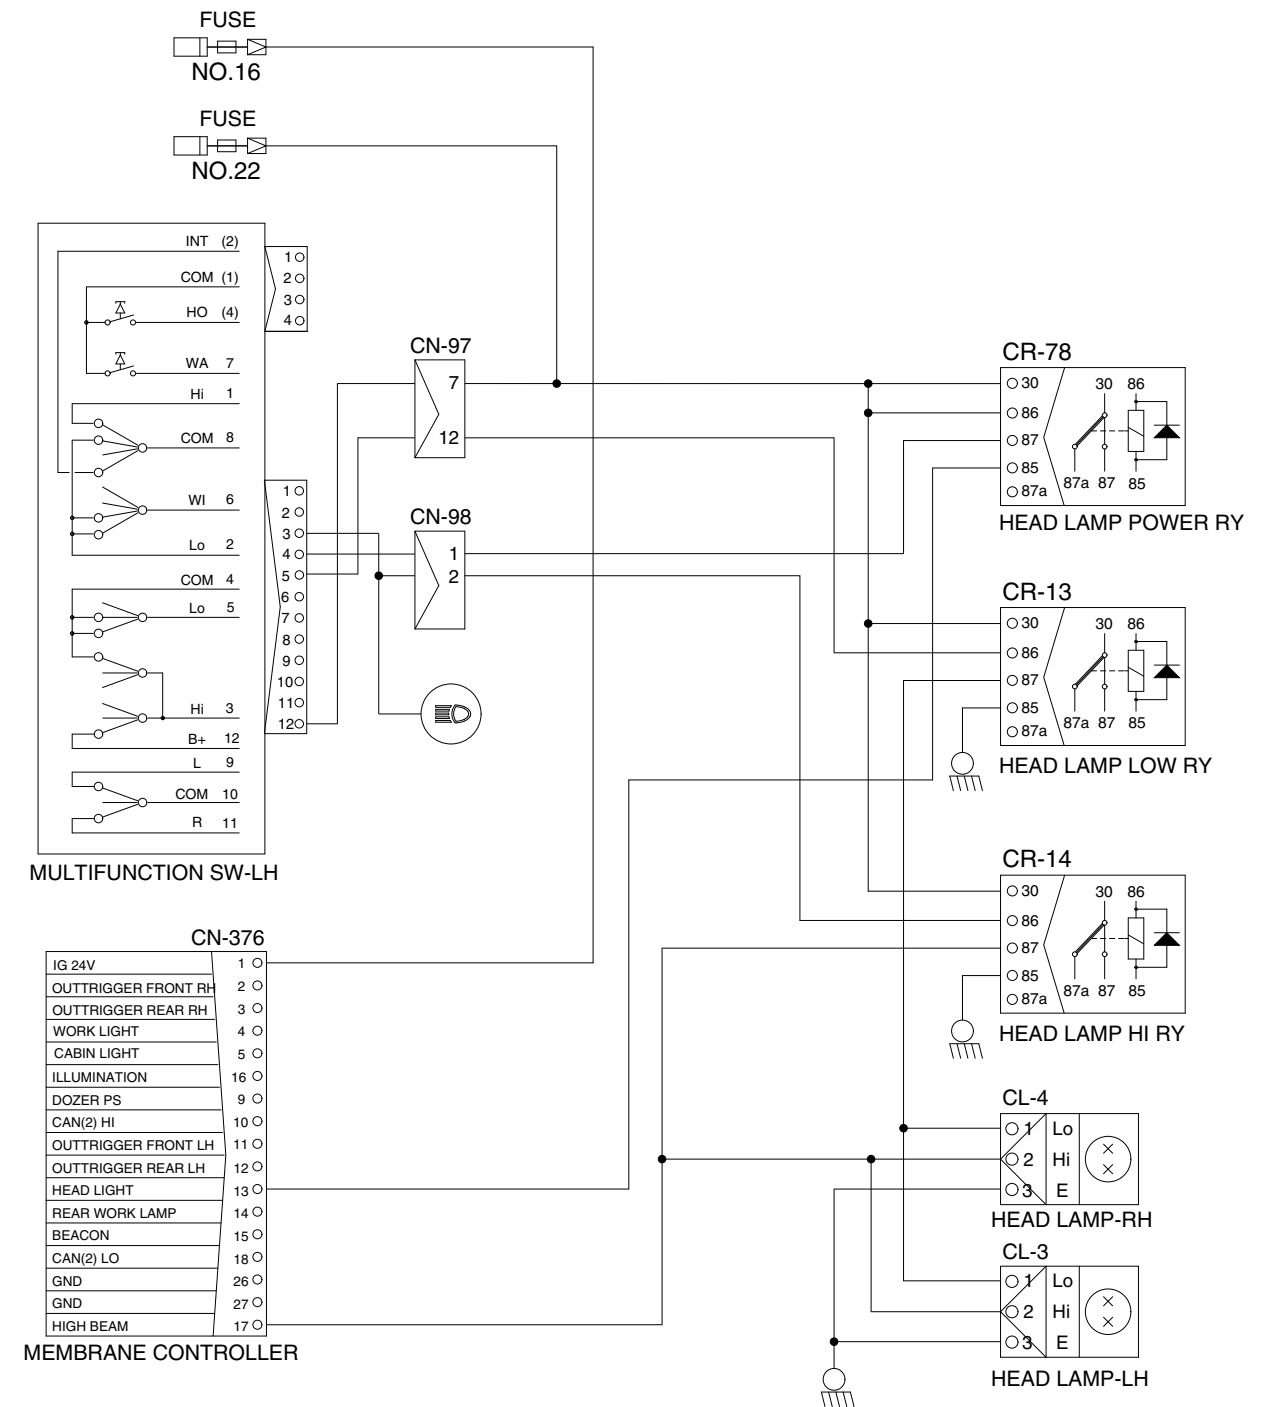 FUSE
NO.16
FUSE
NO.22
INT (2)
COM (1)
HO (4)
WA 7
Hi 1
COM 8
WI 6
Lo 2
COM 4
Lo 5
Hi 3
B+ 12
L 9
COM 10
R 11
1
2
3
4
1
2
3
4
5
6
7
8
9
10
11
12
MULTIFUNCTION SW-LH
CN-97
7
12
CN-98
1
2
CR-78
30
86
87
85
87a
30 86
87a 87 85
HEAD LAMP POWER RY
CR-13
30
86
87
85
87a
30 86
87a 87 85
HEAD LAMP LOW RY
CR-14
30
86
87
85
87a
30 86
87a 87 85
HEAD LAMP HI RY
CN-376
IG 24V 1
OUTTRIGGER FRONT RH 2
OUTTRIGGER REAR RH 3
WORK LIGHT 4
CABIN LIGHT 5
ILLUMINATION 16
DOZER PS 9
CAN(2) HI 10
OUTTRIGGER FRONT LH 11
OUTTRIGGER REAR LH 12
HEAD LIGHT 13
REAR WORK LAMP 14
BEACON 15
CAN(2) LO 18
GND 26
GND 27
HIGH BEAM 17
MEMBRANE CONTROLLER
CL-4
1 Lo
2 Hi
3 E
HEAD LAMP-RH
CL-3
1 Lo
2 Hi
3 E
HEAD LAMP-LH